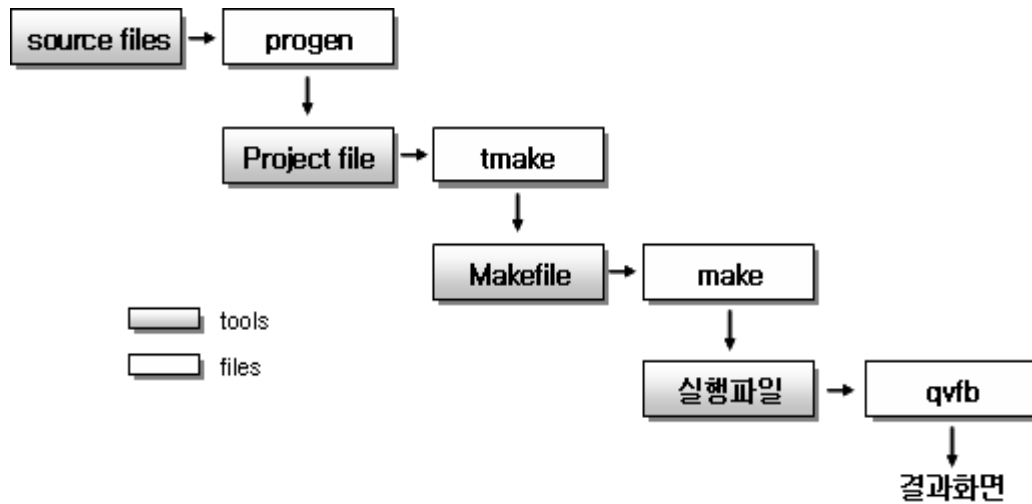 source files
progen
Project file
tmake
Makefile
make
tools
files
실행파일
qvfb
결과화면